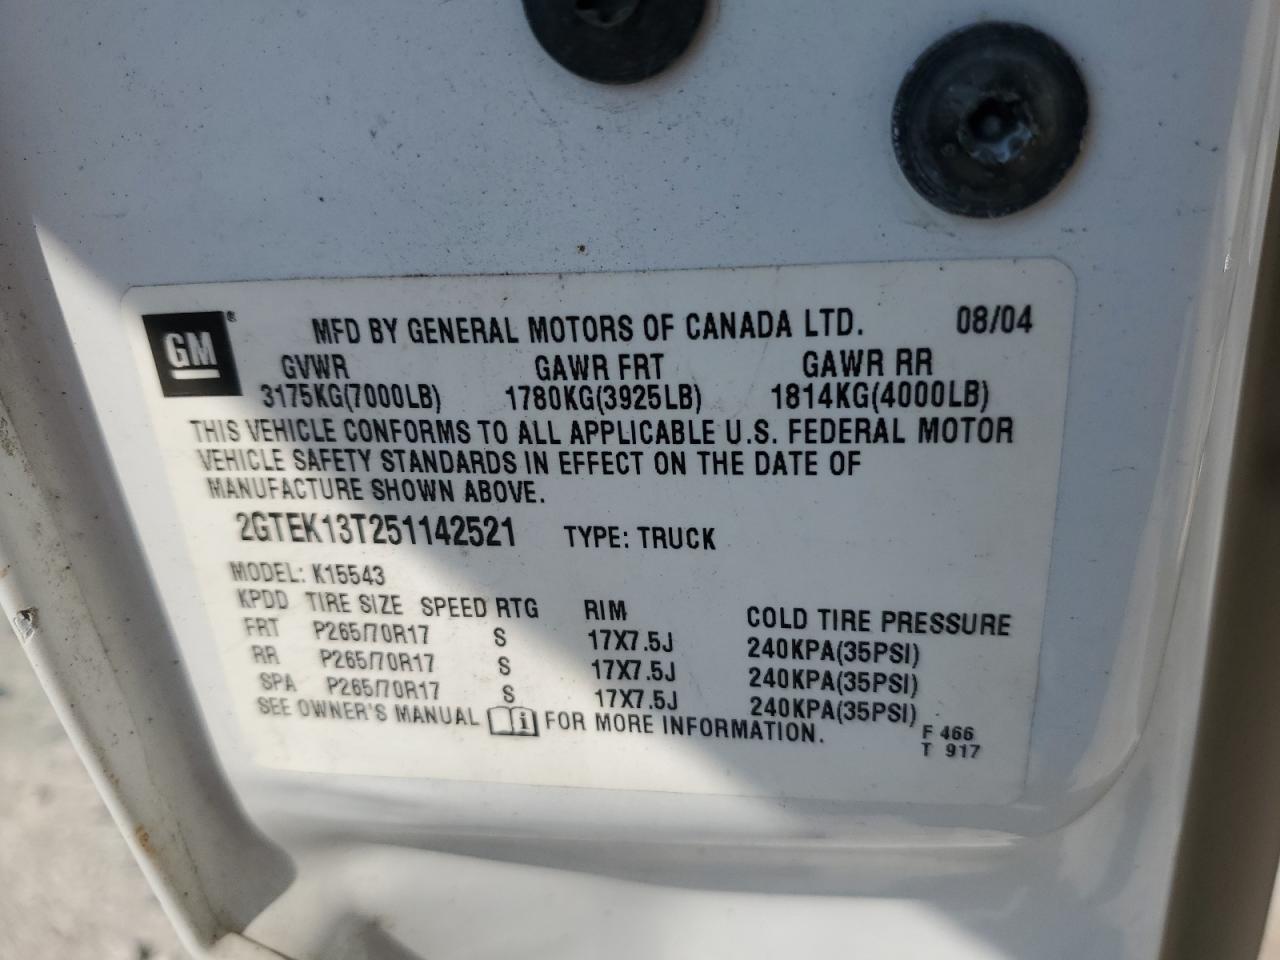 GM® MFD BY GENERAL MOTORS OF CANADA LTD. 08/04
GVWR GAWR FRT GAWR RR
3175KG(7000LB) 1780KG(3925LB) 1814KG(4000LB)
THIS VEHICLE CONFORMS TO ALL APPLICABLE U.S. FEDERAL MOTOR
VEHICLE SAFETY STANDARDS IN EFFECT ON THE DATE OF
MANUFACTURE SHOWN ABOVE.
2GTEK13T251142521 TYPE: TRUCK
MODEL: K15543
KPDD TIRE SIZE SPEED RTG RIM COLD TIRE PRESSURE
FRT P265/70R17 S 17X7.5J 240KPA(35PSI)
RR P265/70R17 S 17X7.5J 240KPA(35PSI)
SPA P265/70R17 S 17X7.5J 240KPA(35PSI)
SEE OWNER'S MANUAL i FOR MORE INFORMATION. F 466
T 917